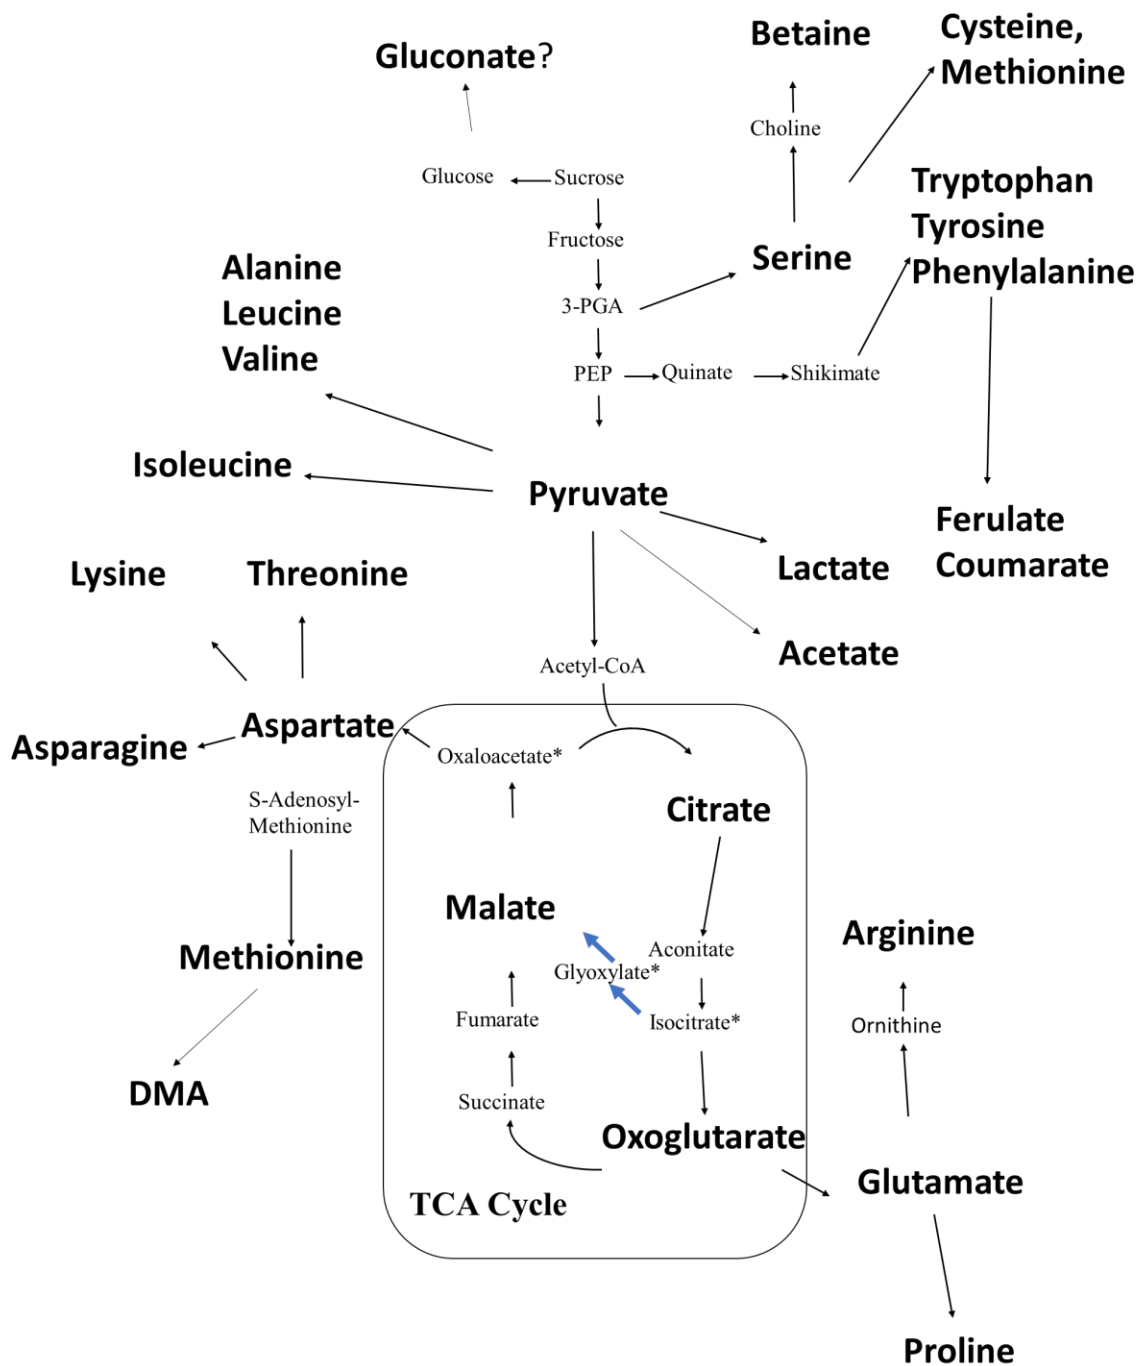 Betaine
Cysteine,
Methionine
Gluconate?
Choline
Glucose
Sucrose
Tryptophan
Tyrosine
Phenylalanine
Fructose
Serine
Alanine
Leucine
Valine
3-PGA
PEP
Quinate
Shikimate
Isoleucine
Pyruvate
Ferulate
Coumarate
Lysine
Threonine
Lactate
Acetate
Acetyl-CoA
Asparagine
Aspartate
Oxaloacetate*
S-Adenosyl-
Methionine
Citrate
Malate
Arginine
Methionine
Aconitate
Glyoxylate*
Fumarate
Isocitrate*
Ornithine
DMA
Succinate
Oxoglutarate
Glutamate
TCA Cycle
Proline